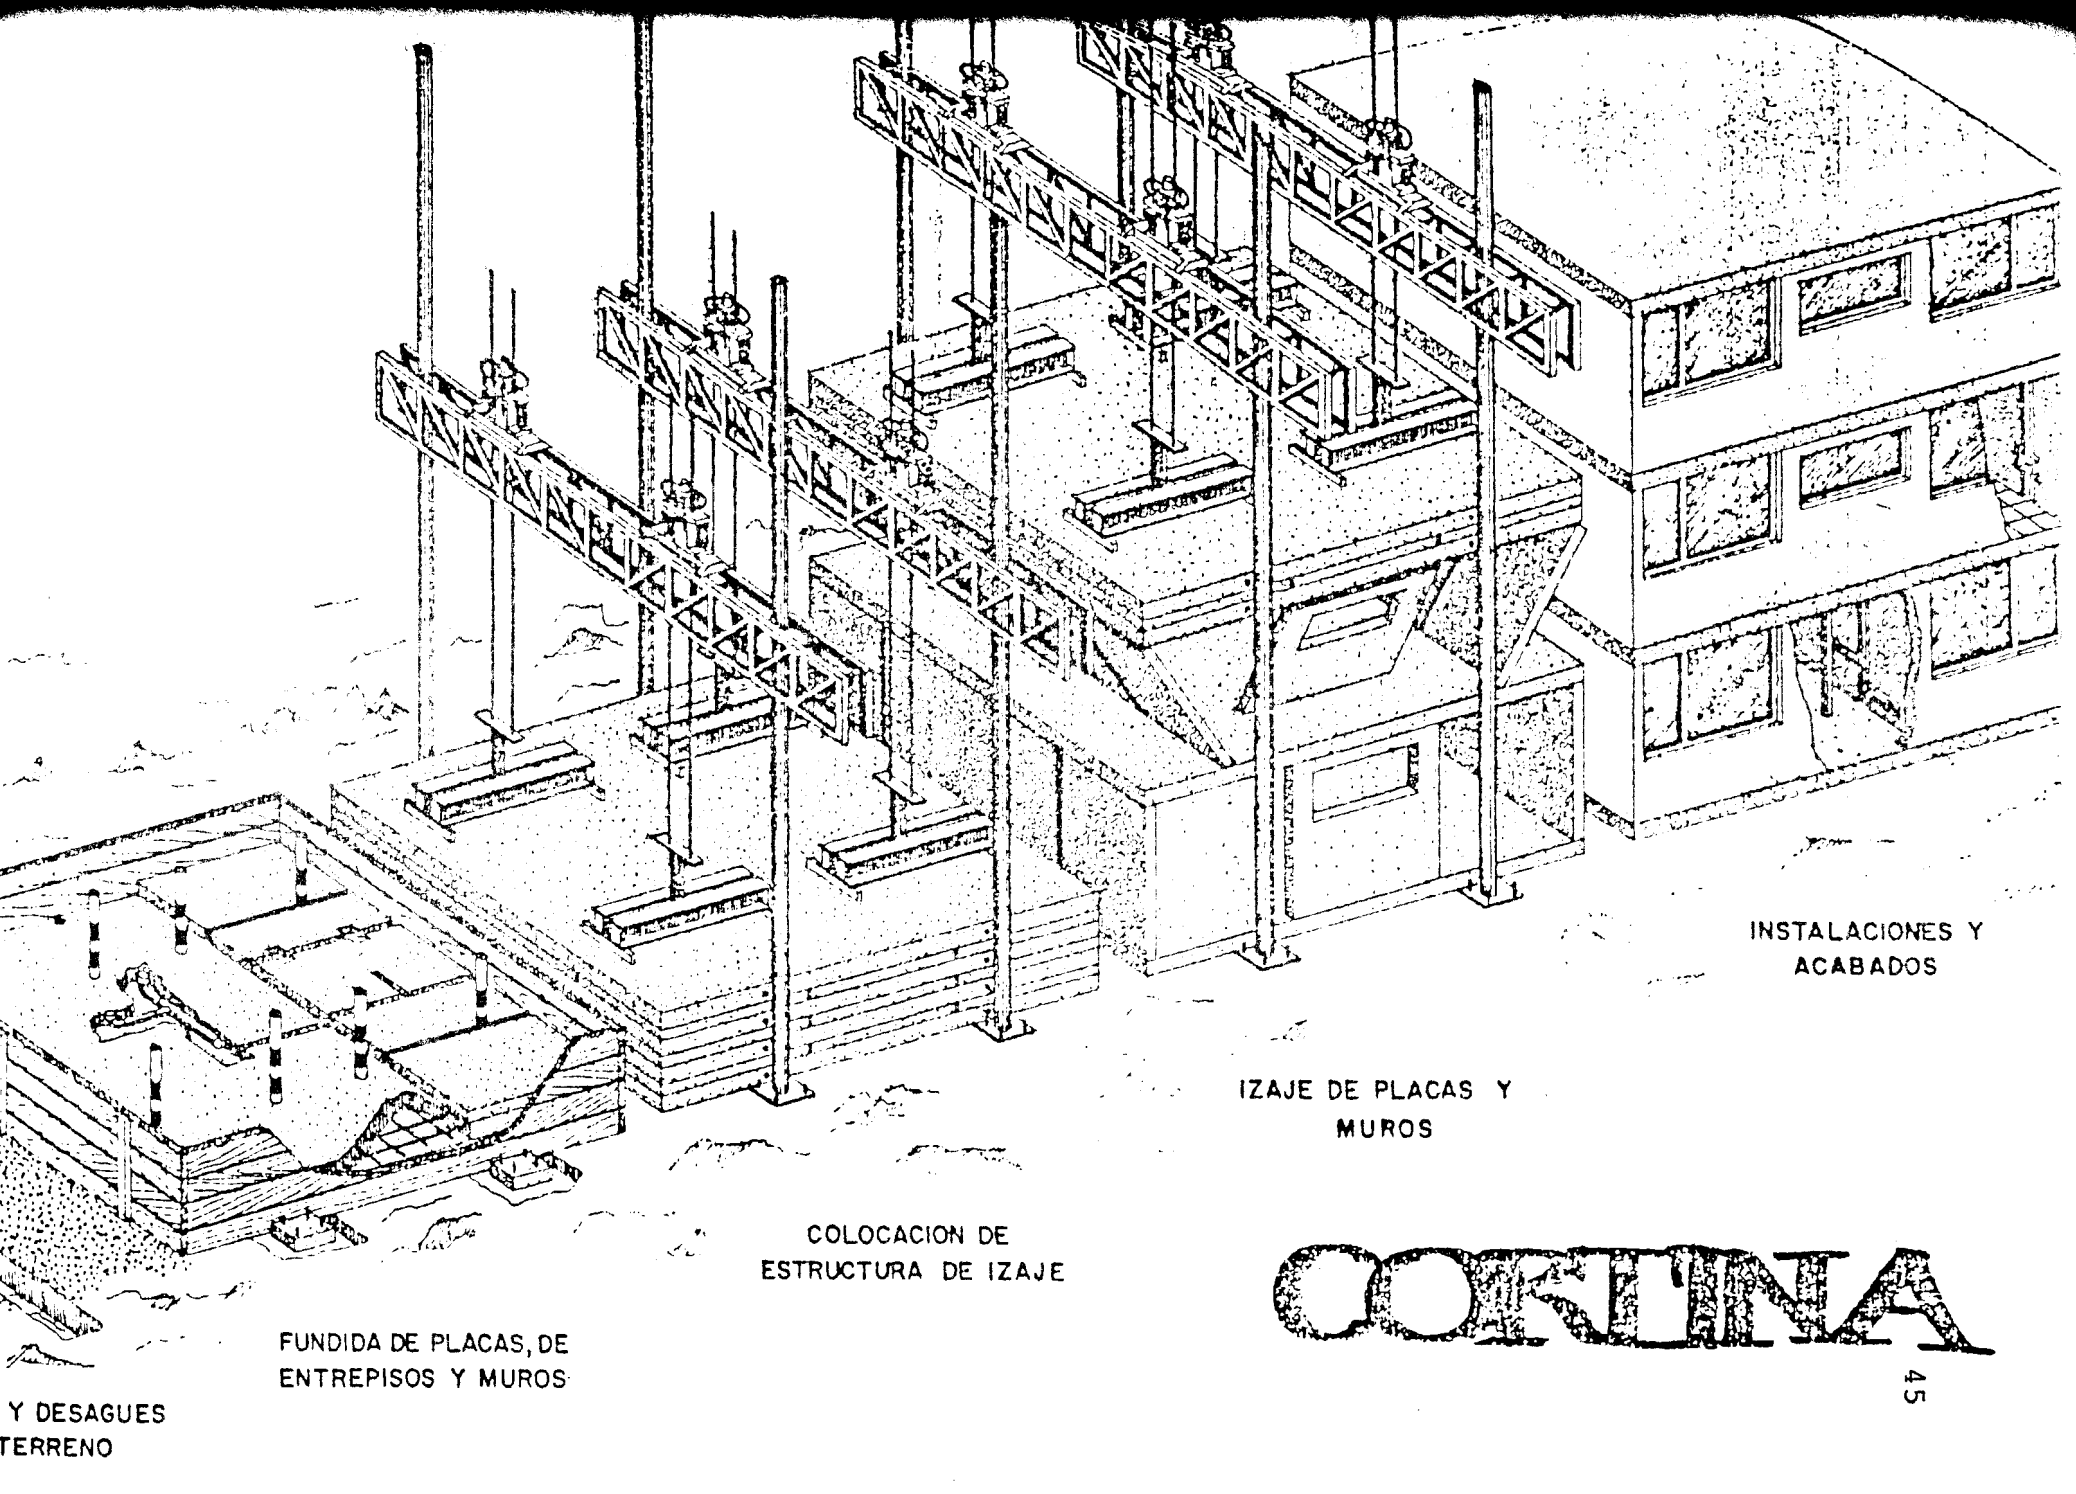 INSTALACIONES Y
ACABADOS
IZAJE DE PLACAS Y
MUROS
COLOCACION DE
ESTRUCTURA DE IZAJE
FUNDIDA DE PLACAS, DE
ENTREPISOS Y MUROS
Y DESAGUES
TERRENO
CORTINA
45